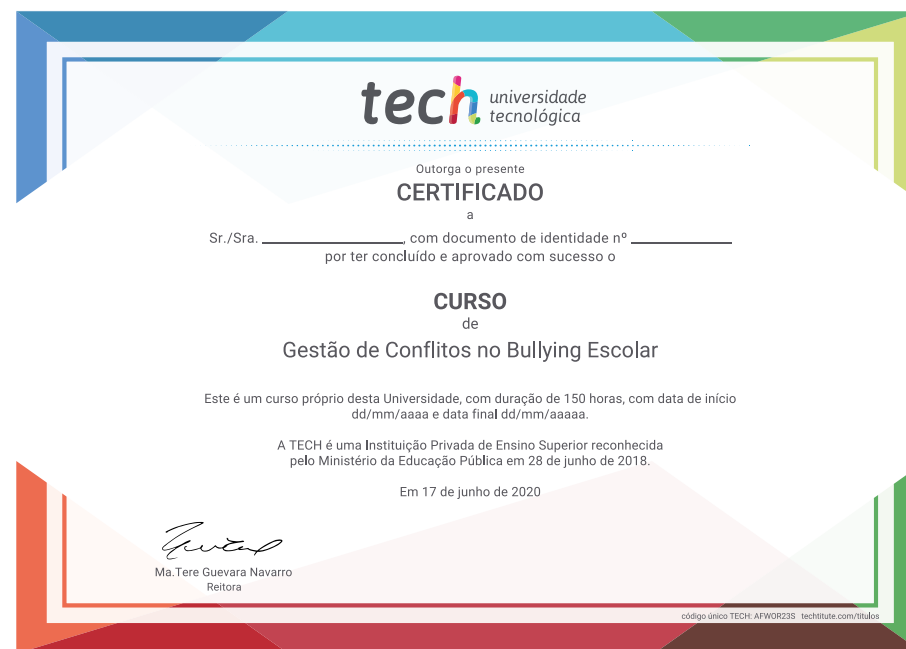 tech universidade
tecnológica
Outorga o presente
CERTIFICADO
a
Sr./Sra. ________________, com documento de identidade nº ____________
por ter concluído e aprovado com sucesso o
CURSO
de
Gestão de Conflitos no Bullying Escolar
Este é um curso próprio desta Universidade, com duração de 150 horas, com data de início
dd/mm/aaaa e data final dd/mm/aaaaa.
A TECH é uma Instituição Privada de Ensino Superior reconhecida
pelo Ministério da Educação Pública em 28 de junho de 2018.
Em 17 de junho de 2020
Ma.Tere Guevara Navarro
Reitora
código único TECH: AFWOR23S techtitute.com/titulos